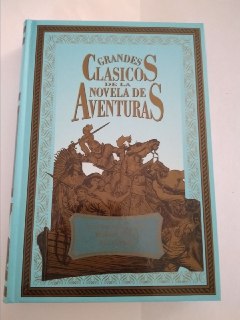 GRANDES
CLASICOS
DE LA
NOVELA DE
AVENTURAS